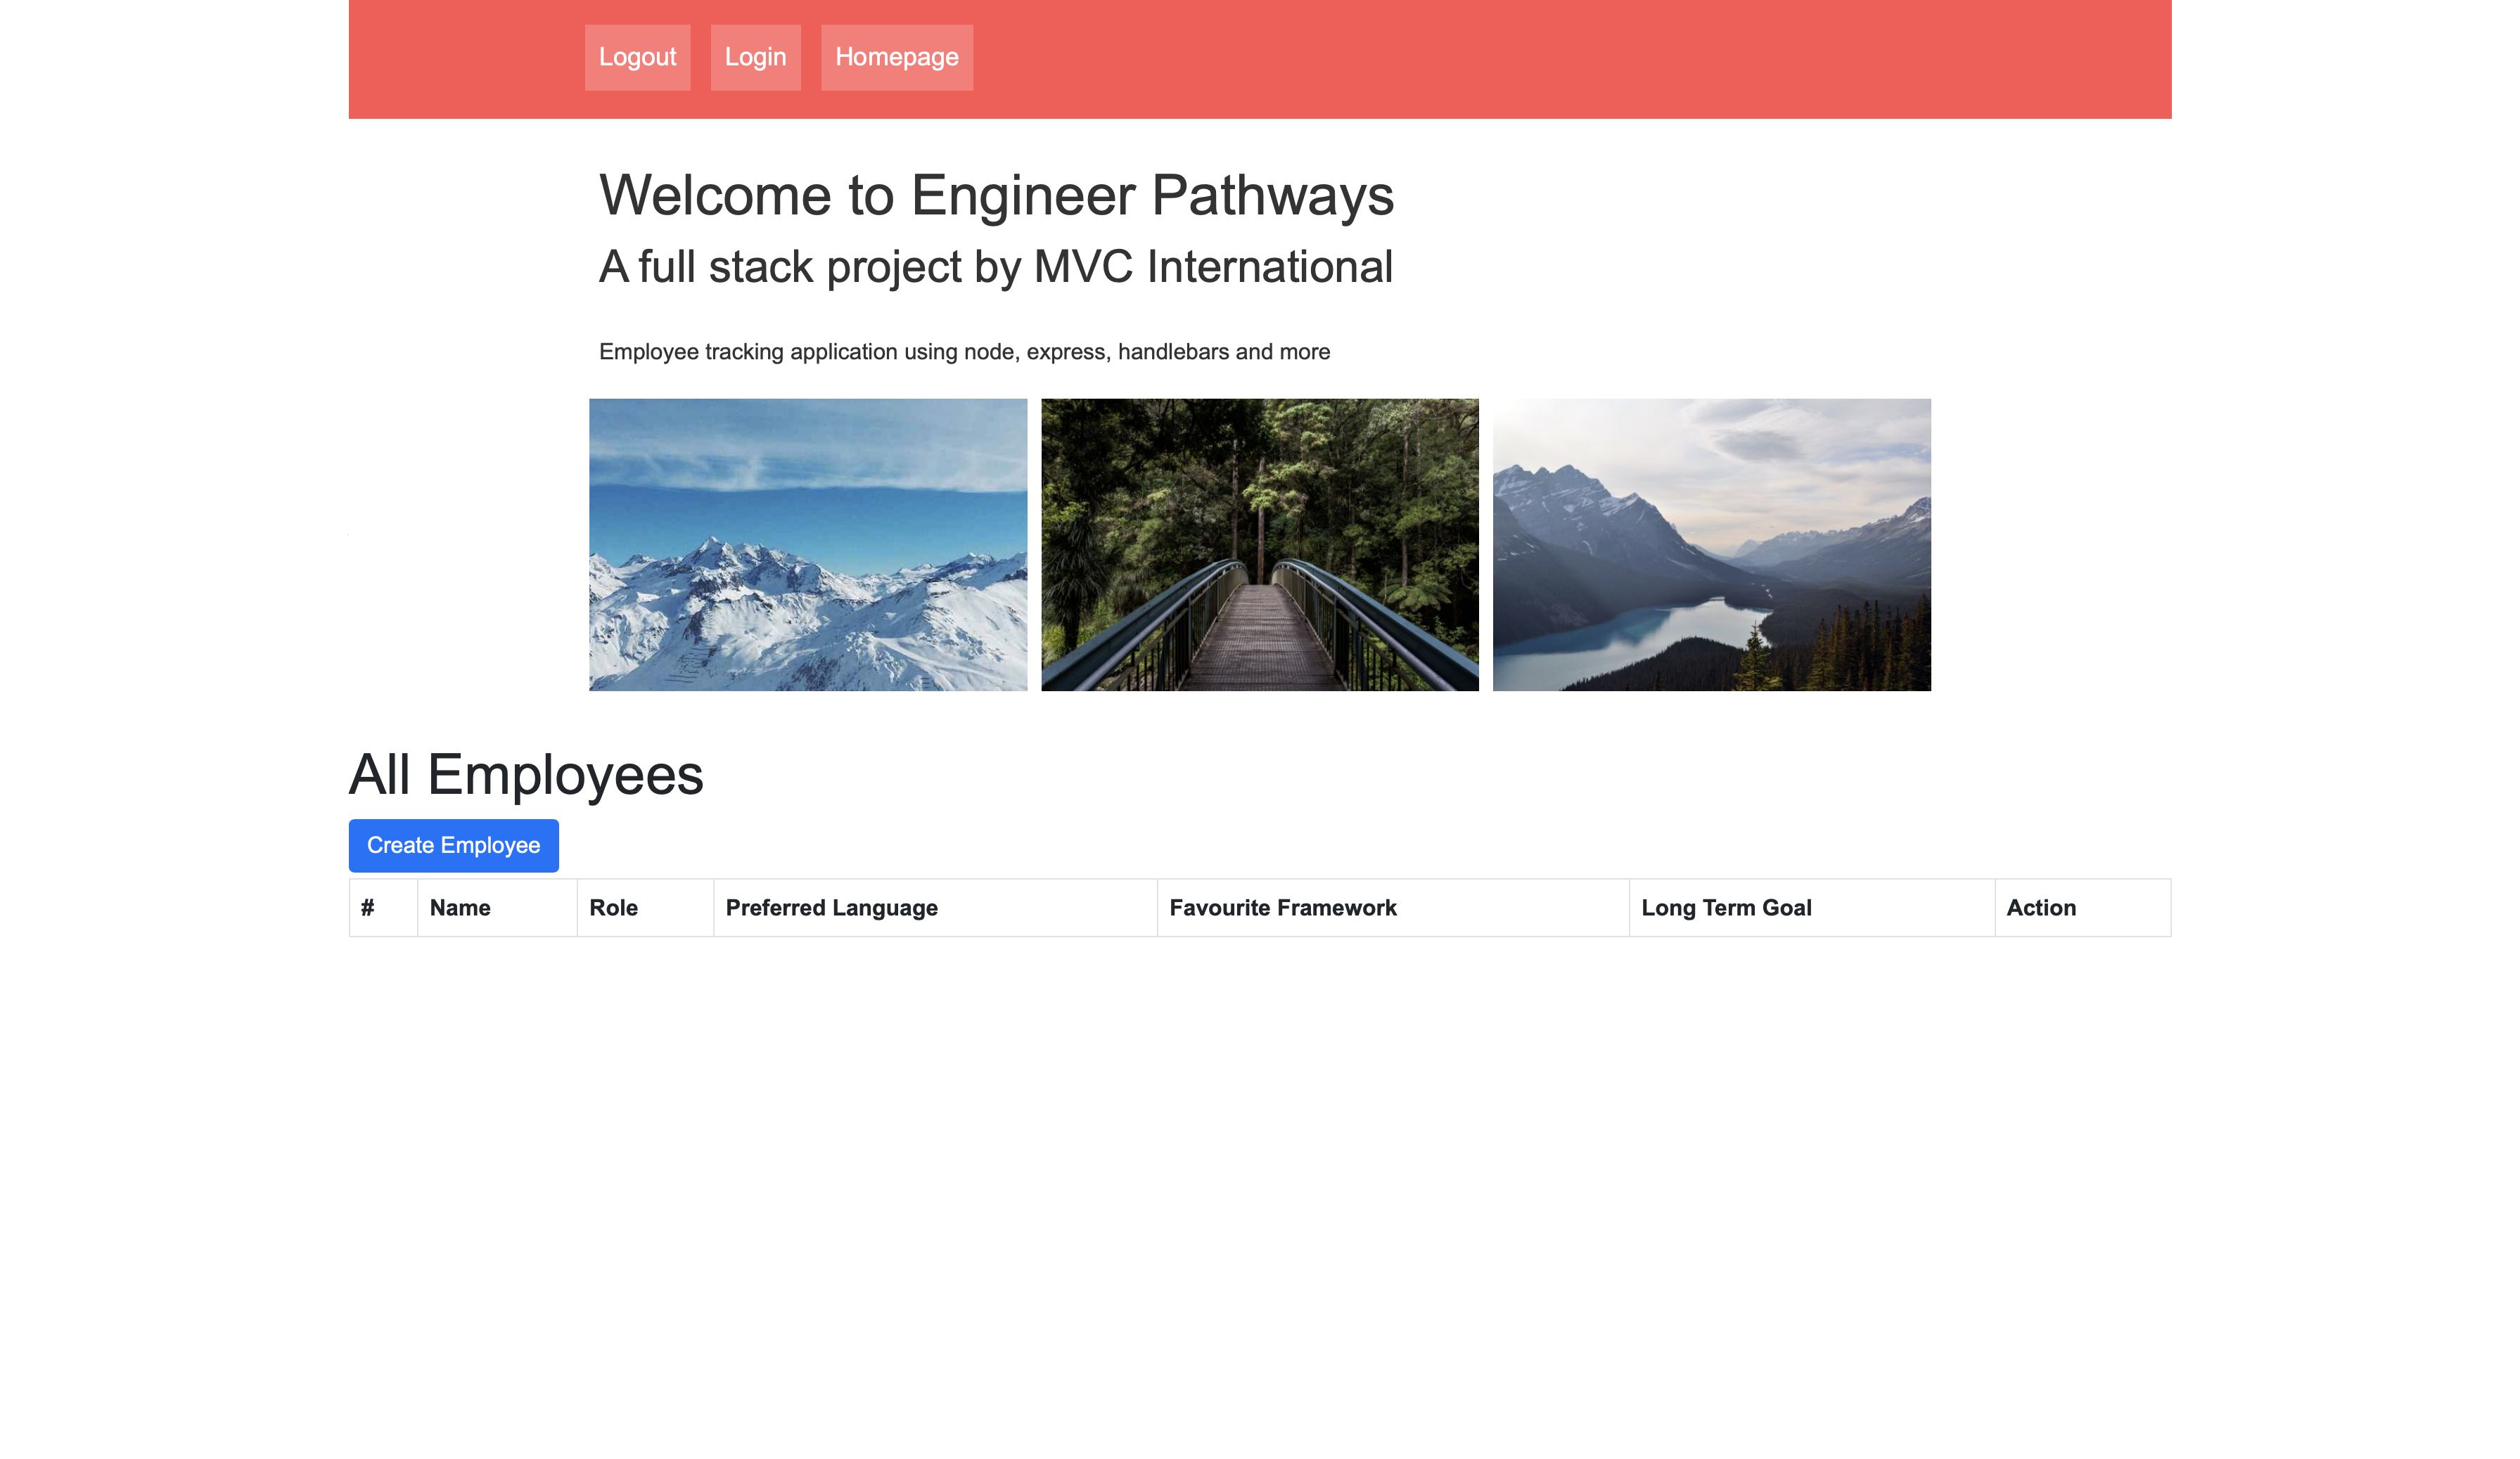 Logout Login Homepage
Welcome to Engineer Pathways
A full stack project by MVC International
Employee tracking application using node, express, handlebars and more
All Employees
Create Employee
# Name Role Preferred Language Favourite Framework Long Term Goal Action